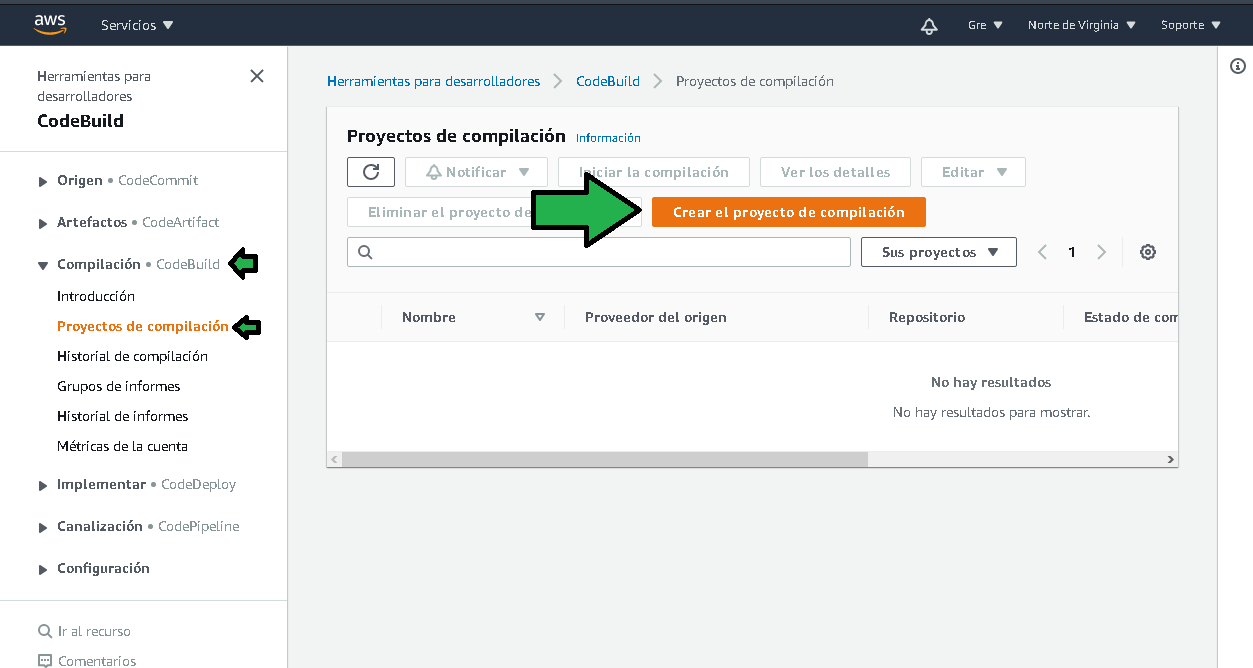 aws
Servicios
Gre
Norte de Virginia
Soporte
Herramientas para
desarrolladores
CodeBuild
Origen • CodeCommit
Artefactos • CodeArtifact
Compilación • CodeBuild
Introducción
Proyectos de compilación
Historial de compilación
Grupos de informes
Historial de informes
Métricas de la cuenta
Implementar • CodeDeploy
Canalización • CodePipeline
Configuración
Ir al recurso
Comentarios
Herramientas para desarrolladores > CodeBuild > Proyectos de compilación
Proyectos de compilación Información
Notificar
Iniciar la compilación
Ver los detalles
Editar
Eliminar el proyecto de
Crear el proyecto de compilación
Sus proyectos
1
Nombre
Proveedor del origen
Repositorio
Estado de com
No hay resultados
No hay resultados para mostrar.